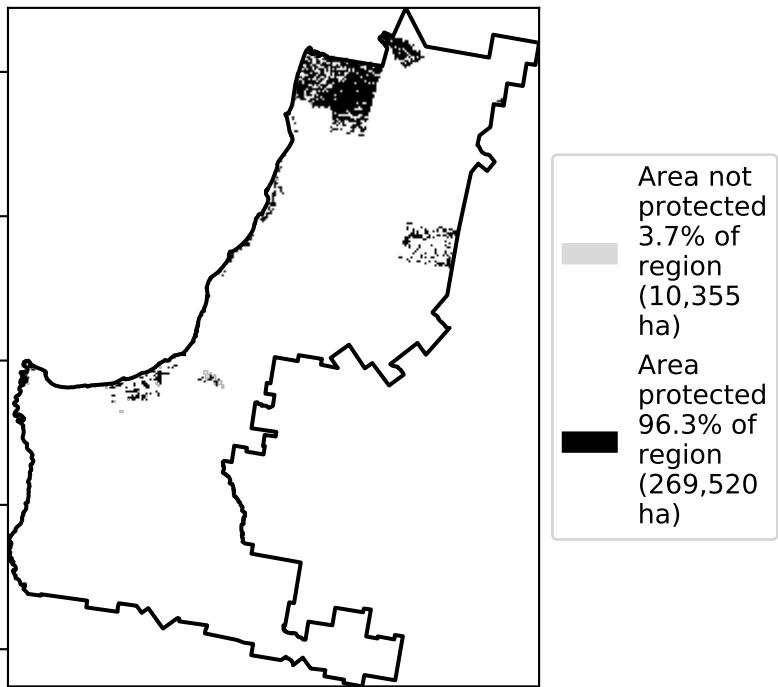 Area not
protected
3.7% of
region
(10,355
ha)
Area
protected
96.3% of
region
(269,520
ha)